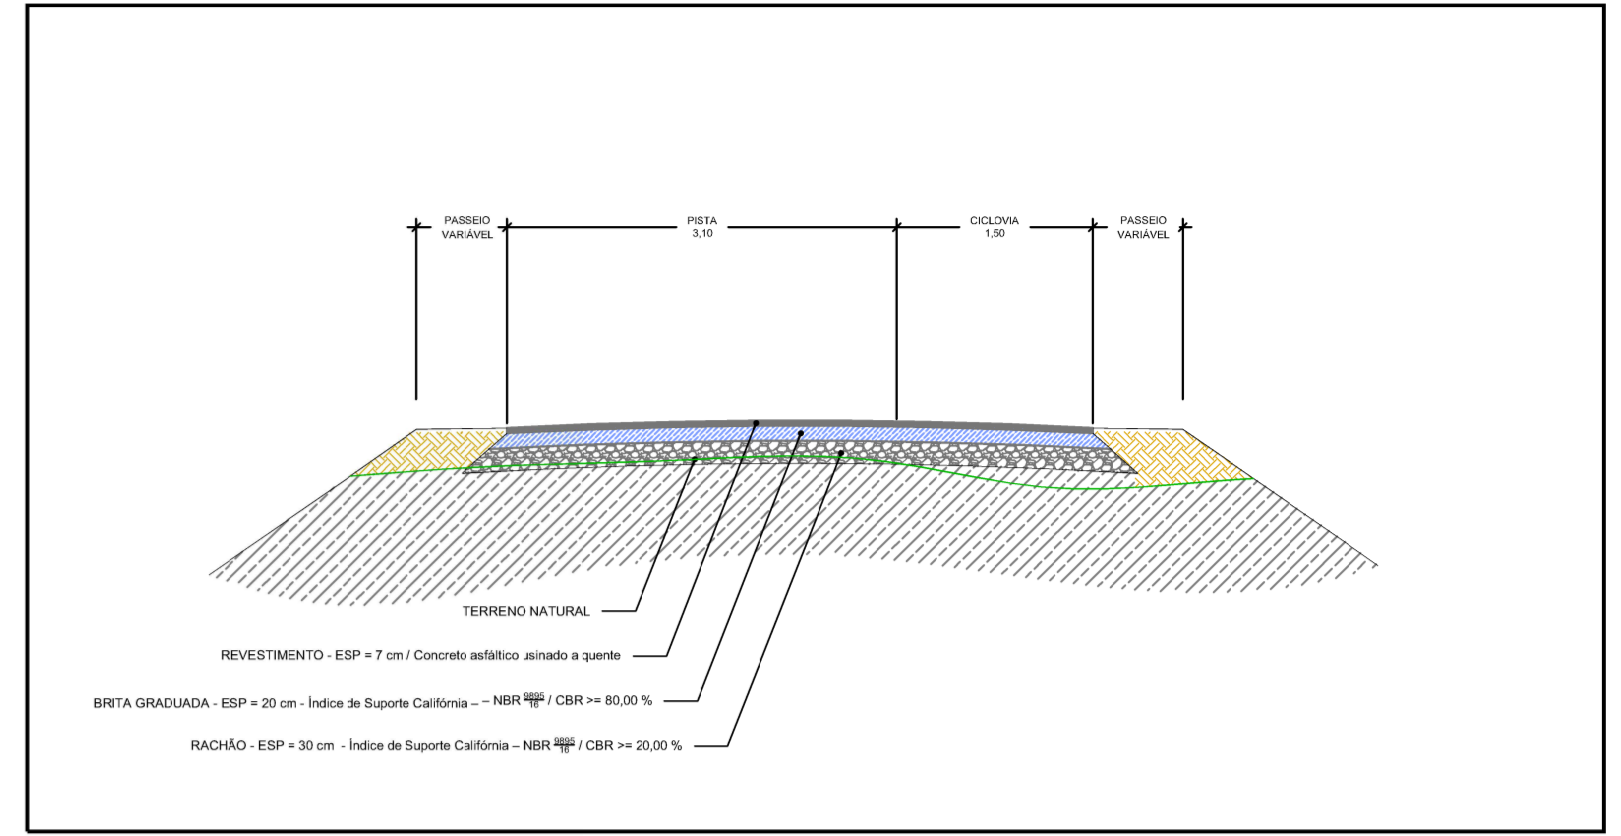 PASSEIO
VARIÁVEL
PISTA
3,10
CICLOVIA
1,50
PASSEIO
VARIÁVEL
TERRENO NATURAL
REVESTIMENTO - ESP = 7 cm / Concreto asfáltico usinado a quente
BRITA GRADUADA - ESP = 20 cm - Índice de Suporte Califórnia – – NBR 9895/16 / CBR >= 80,00 %
RACHÃO - ESP = 30 cm - Índice de Suporte Califórnia – NBR 9895/16 / CBR >= 20,00 %